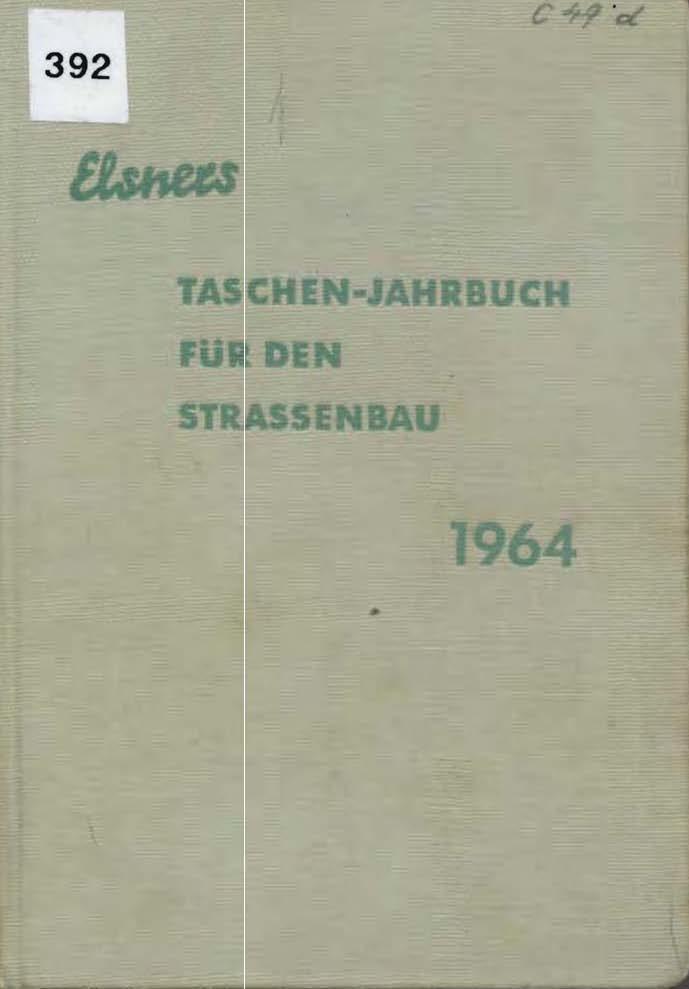 C 49 d
392
Elsners
TASCHEN-JAHRBUCH
FÜR DEN
STRASSENBAU
1964